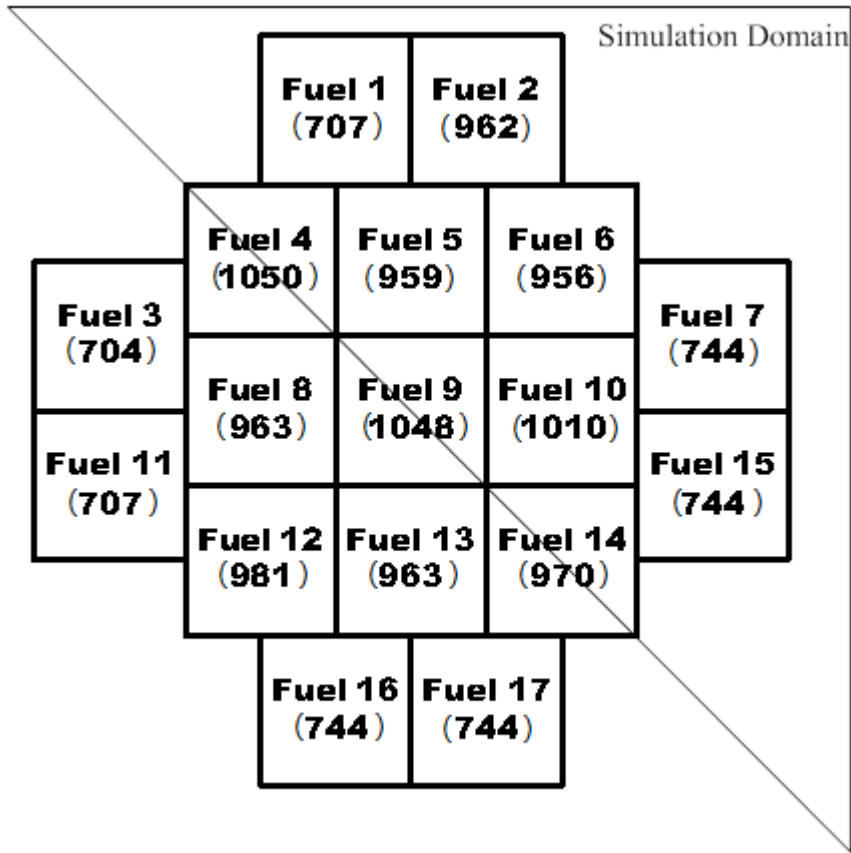 Simulation Domain
Fuel 1
(707)
Fuel 2
(962)
Fuel 4
(1050)
Fuel 5
(959)
Fuel 6
(956)
Fuel 3
(704)
Fuel 7
(744)
Fuel 8
(963)
Fuel 9
(1048)
Fuel 10
(1010)
Fuel 11
(707)
Fuel 15
(744)
Fuel 12
(981)
Fuel 13
(963)
Fuel 14
(970)
Fuel 16
(744)
Fuel 17
(744)